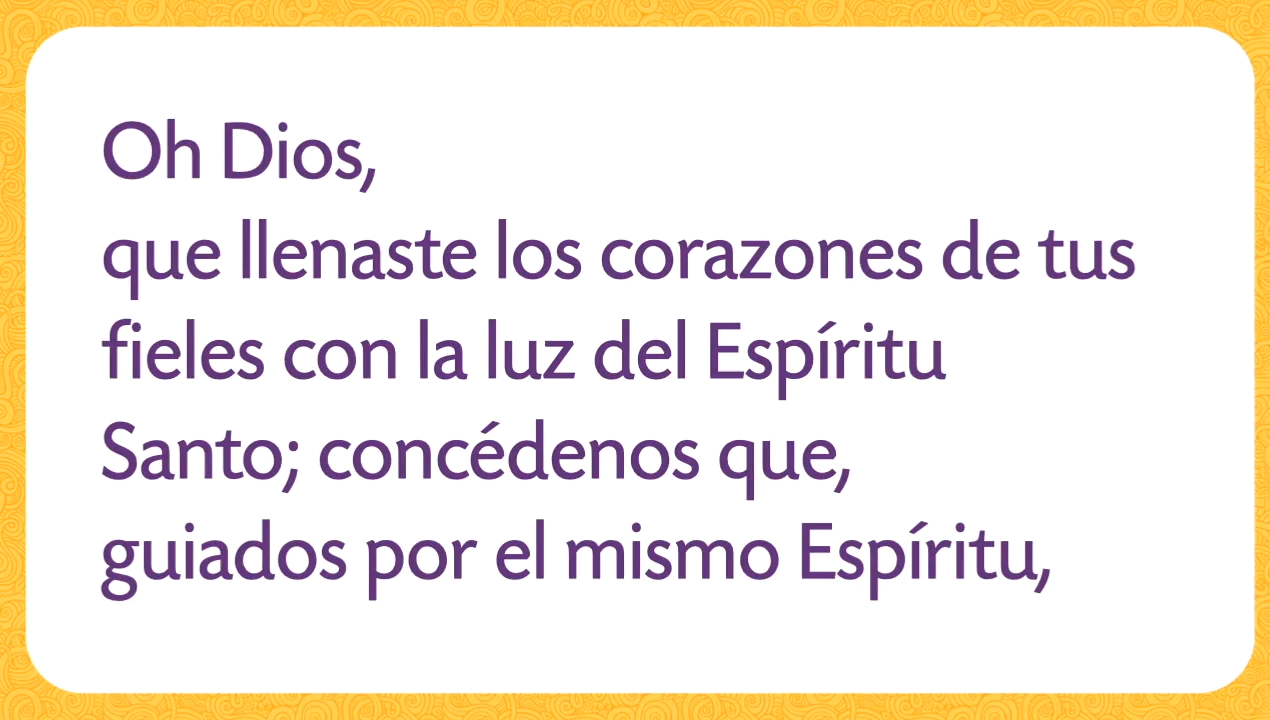 Oh Dios,
que llenaste los corazones de tus
fieles con la luz del Espíritu
Santo; concédenos que,
guiados por el mismo Espíritu,